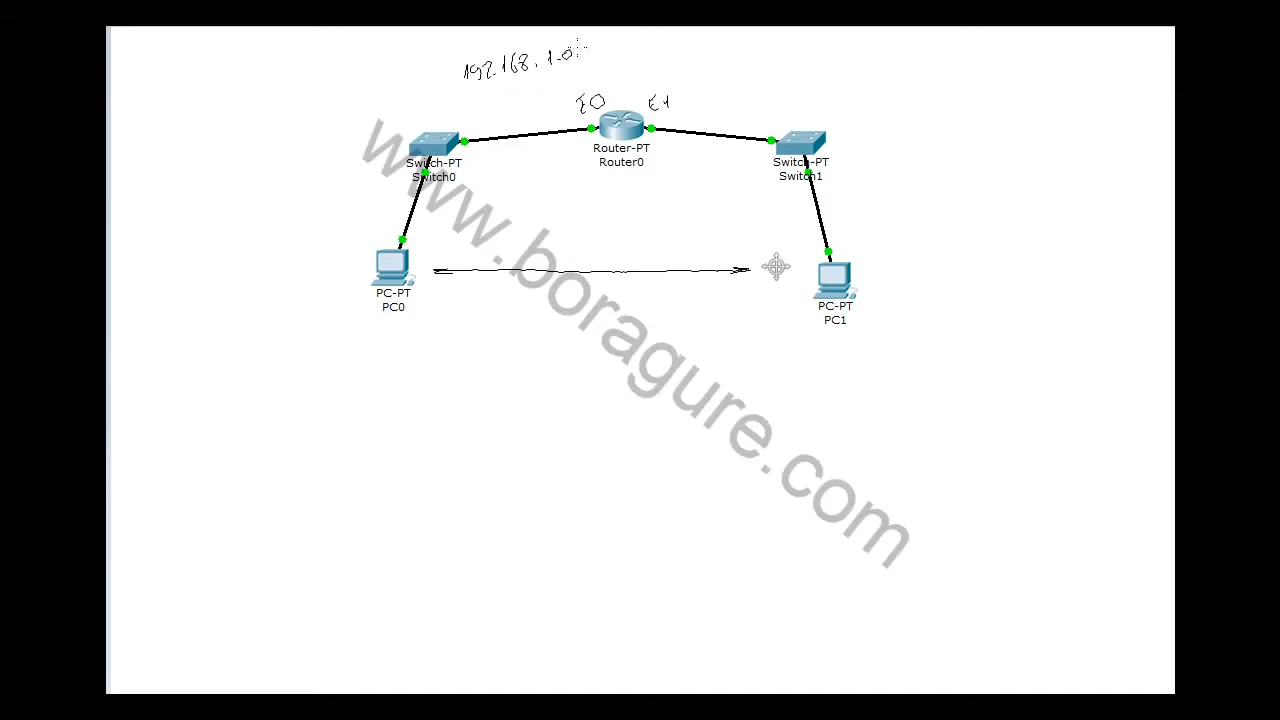 192.168.1.0
E0
E1
Router-PT
Router0
Switch-PT
Switch0
Switch-PT
Switch1
PC-PT
PC0
PC-PT
PC1
www.boragure.com